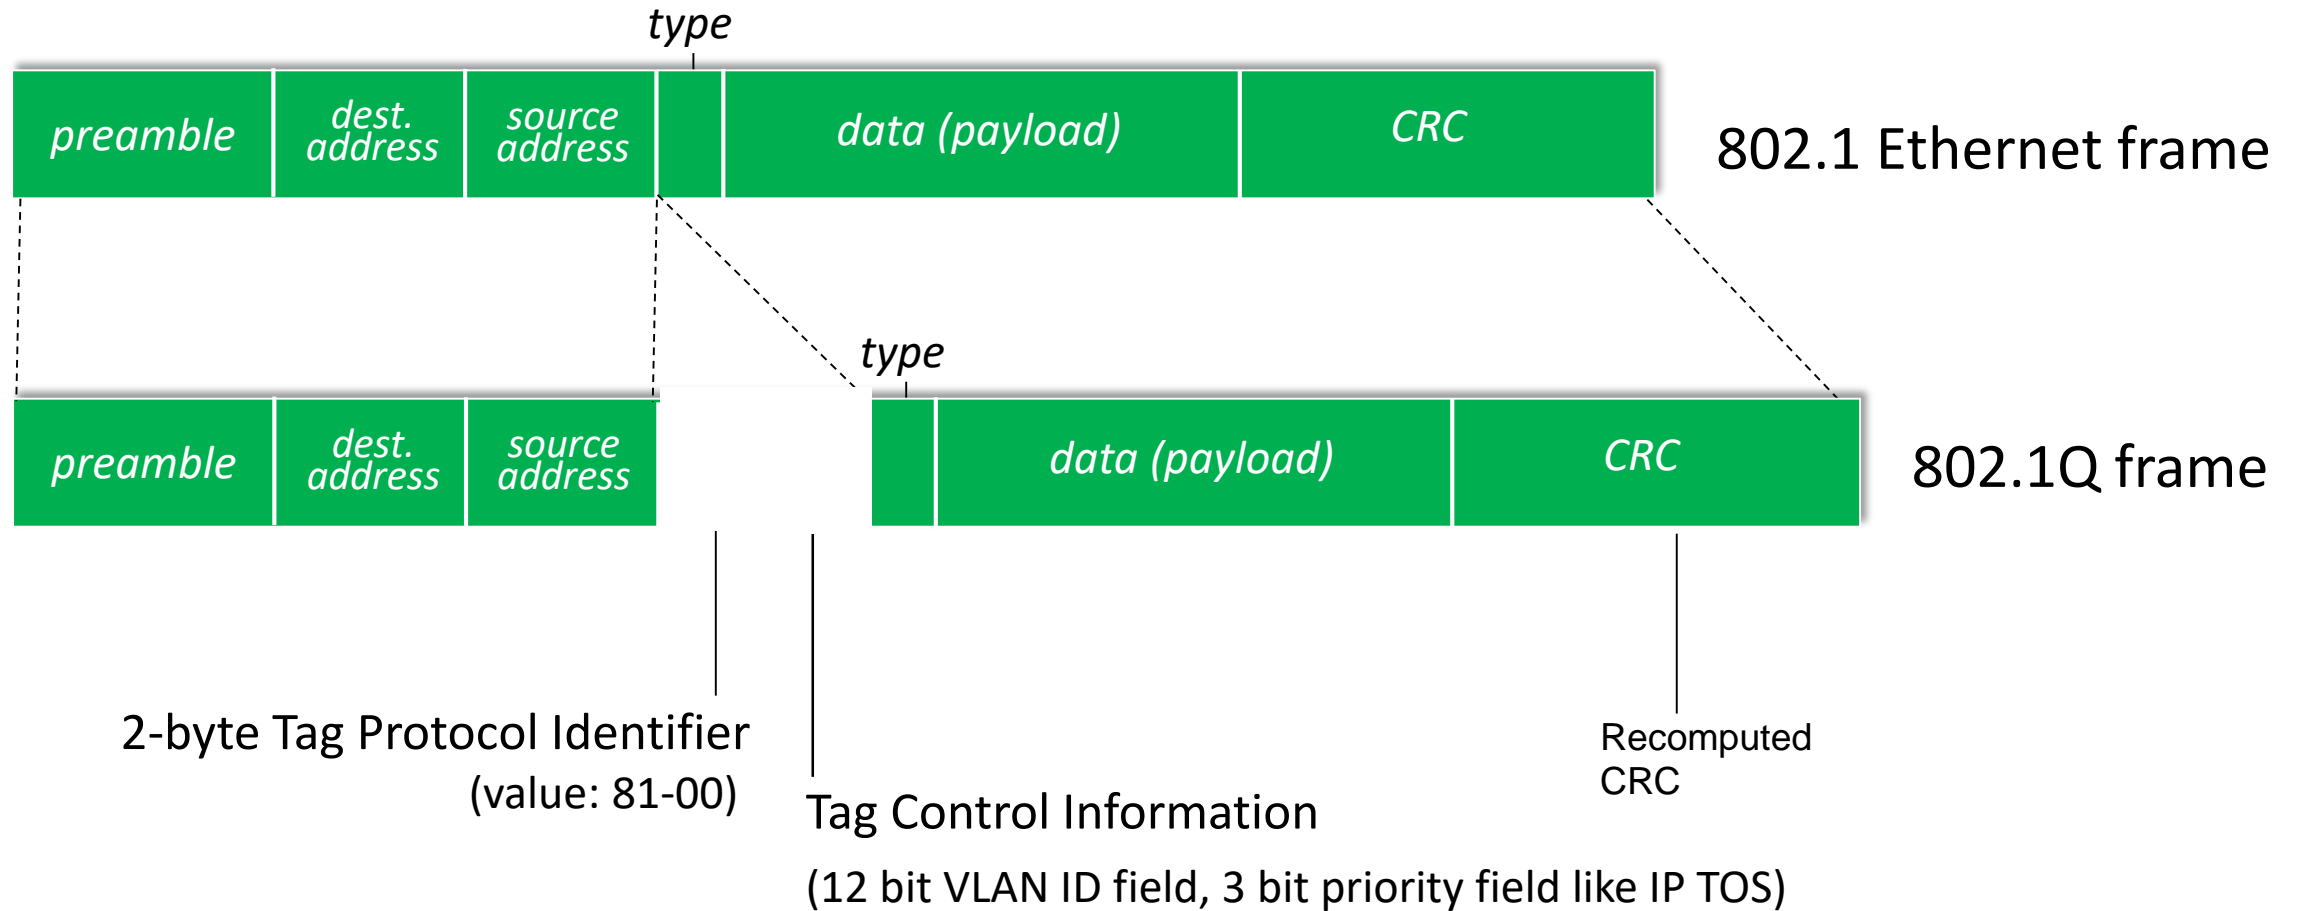 type
preamble
dest.
address
source
address
data (payload)
CRC
802.1 Ethernet frame
type
preamble
dest.
address
source
address
data (payload)
CRC
802.1Q frame
2-byte Tag Protocol Identifier
(value: 81-00)
Tag Control Information
(12 bit VLAN ID field, 3 bit priority field like IP TOS)
Recomputed
CRC